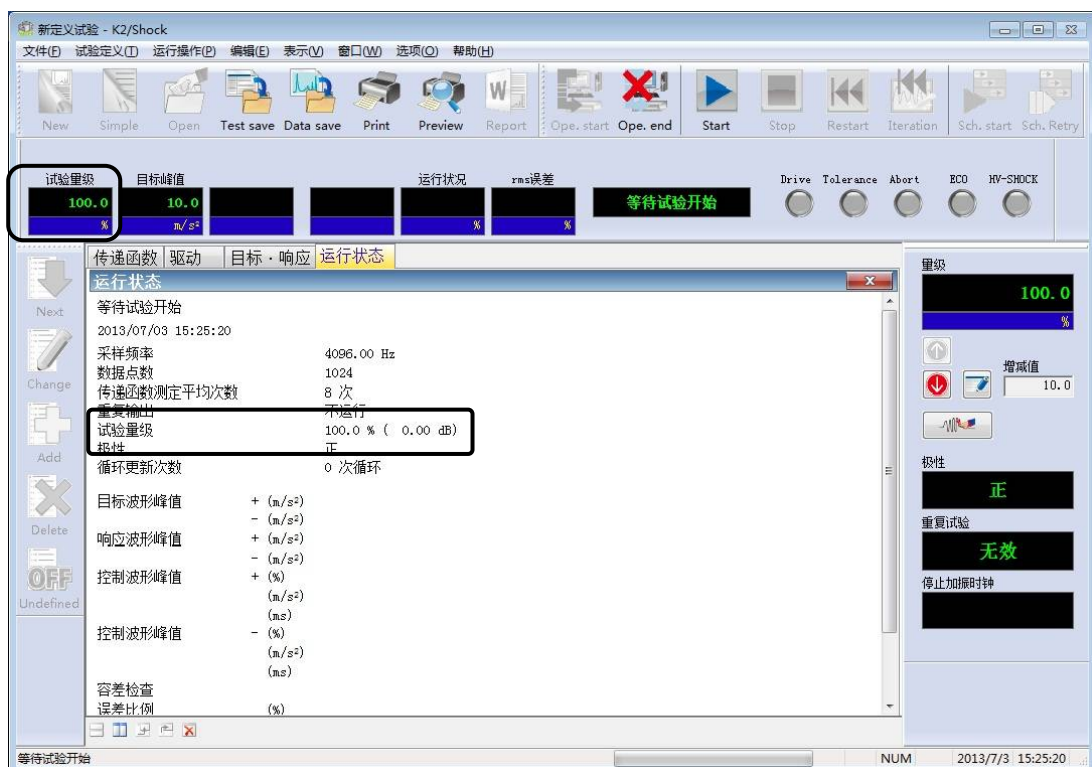 新定义试验 - K2/Shock
文件(F) 试验定义(T) 运行操作(P) 编辑(E) 表示(V) 窗口(W) 选项(O) 帮助(H)
New Simple Open Test save Data save Print Preview Report Ope. start Ope. end Start Stop Restart Iteration Sch. start Sch. Retry
试验量级 目标峰值 运行状况 rms误差 Drive Tolerance Abort ECO HV-SHOCK
100.0 10.0 等待试验开始
% m/s² % %
传递函数 驱动 目标・响应 运行状态
运行状态
等待试验开始
2013/07/03 15:25:20
采样频率 4096.00 Hz
数据点数 1024
传递函数测定平均次数 8 次
重复输出 不运行
试验量级 100.0 % ( 0.00 dB)
极性 正
循环更新次数 0 次循环
目标波形峰值 + (m/s²)
- (m/s²)
响应波形峰值 + (m/s²)
- (m/s²)
控制波形峰值 + (%)
(m/s²)
(ms)
控制波形峰值 - (%)
(m/s²)
(ms)
容差检查
误差比例 (%)
Next
Change
Add
Delete
OFF
Undefined
量级
100.0
%
增减值
10.0
极性
正
重复试验
无效
停止加振时钟
等待试验开始 NUM 2013/7/3 15:25:20